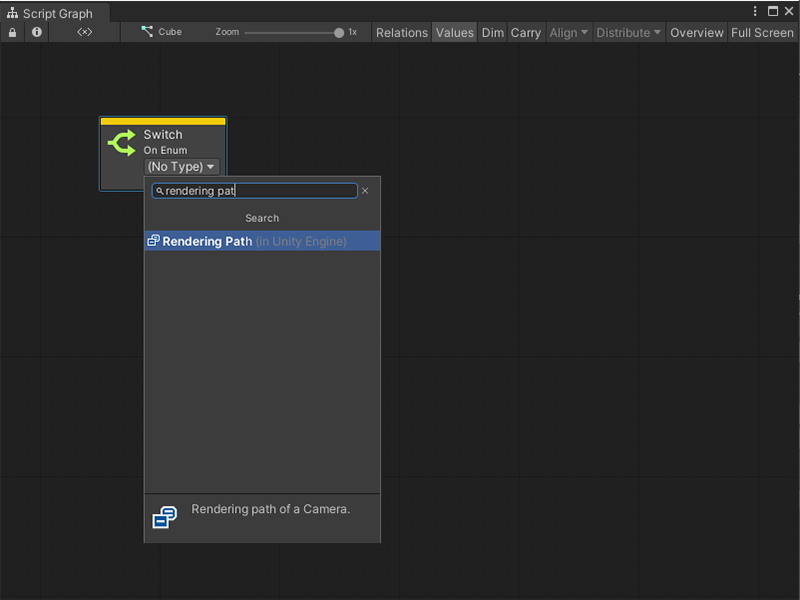 Script Graph
<×> Cube Zoom 1x Relations Values Dim Carry Align Distribute Overview Full Screen
Switch
On Enum
(No Type)
rendering pat
Search
Rendering Path (in Unity Engine)
Rendering path of a Camera.